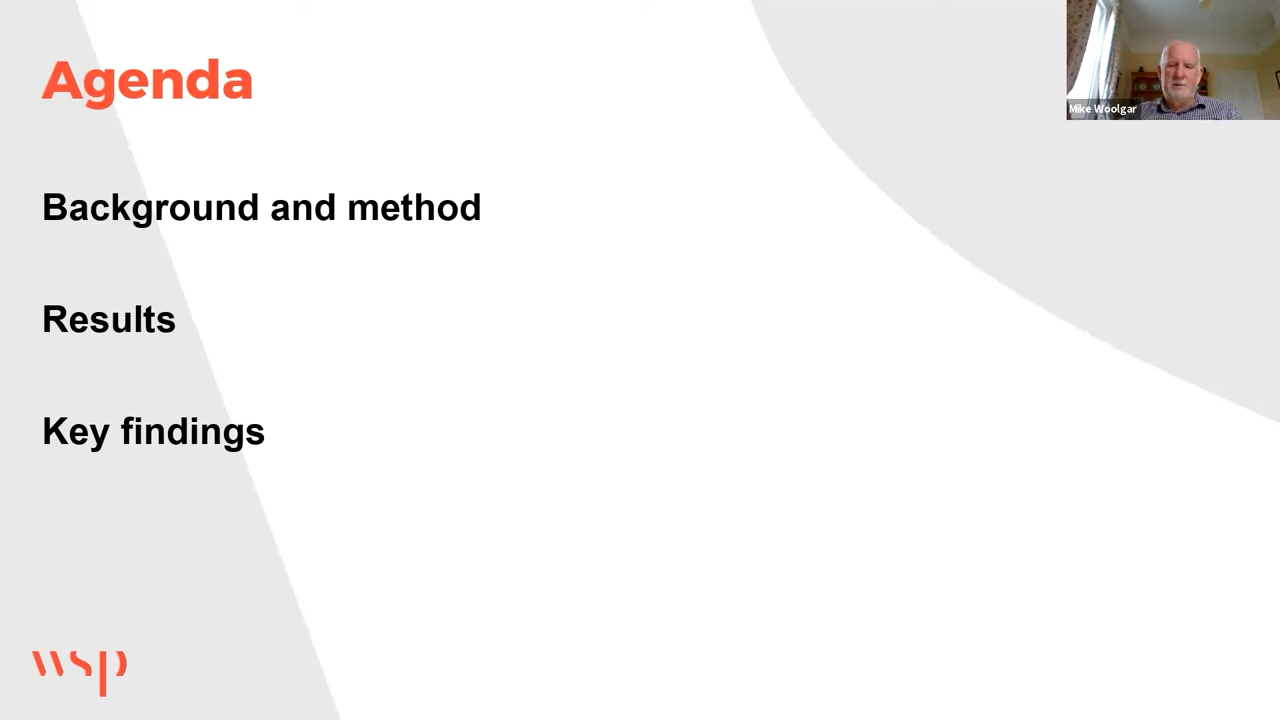 Agenda
Mike Woolgar
Background and method
Results
Key findings
wsp